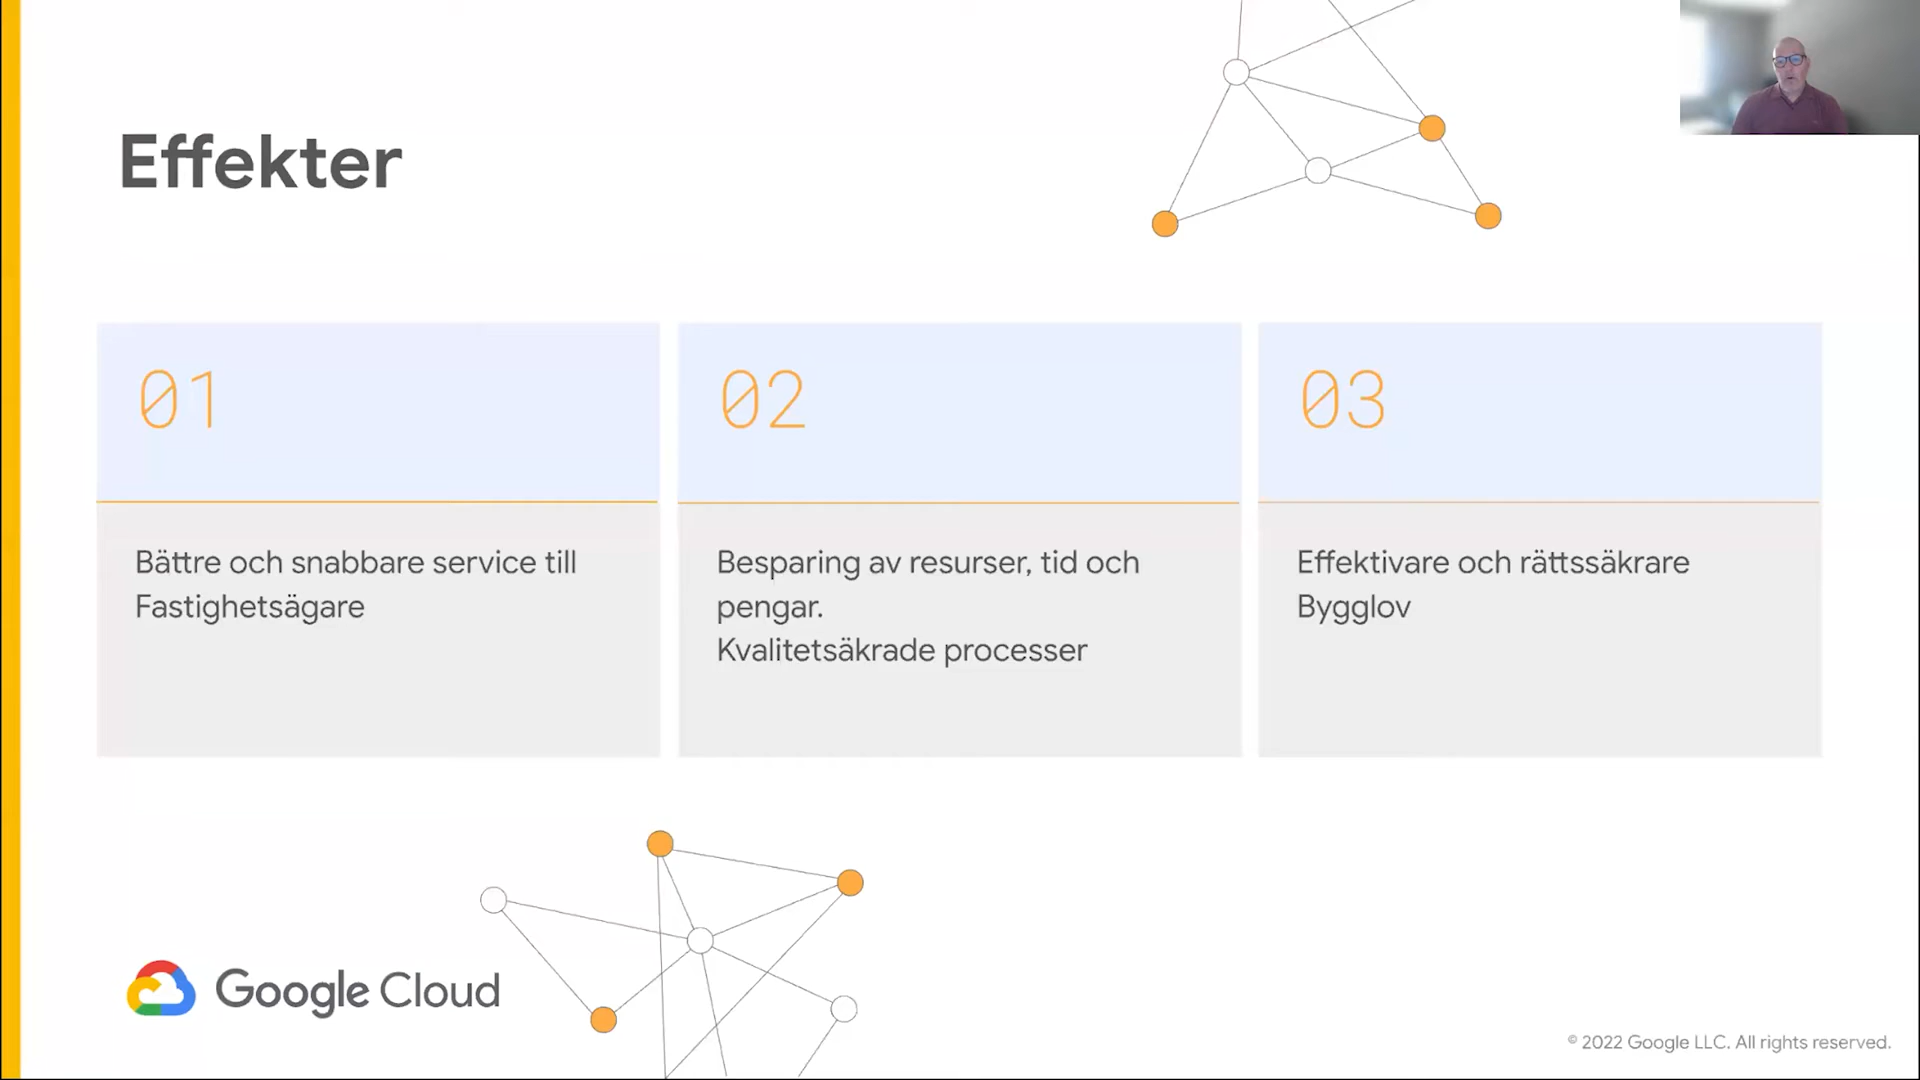 Effekter
01
Bättre och snabbare service till
Fastighetsägare
02
Besparing av resurser, tid och
pengar.
Kvalitetsäkrade processer
03
Effektivare och rättssäkrare
Bygglov
Google Cloud
© 2022 Google LLC. All rights reserved.